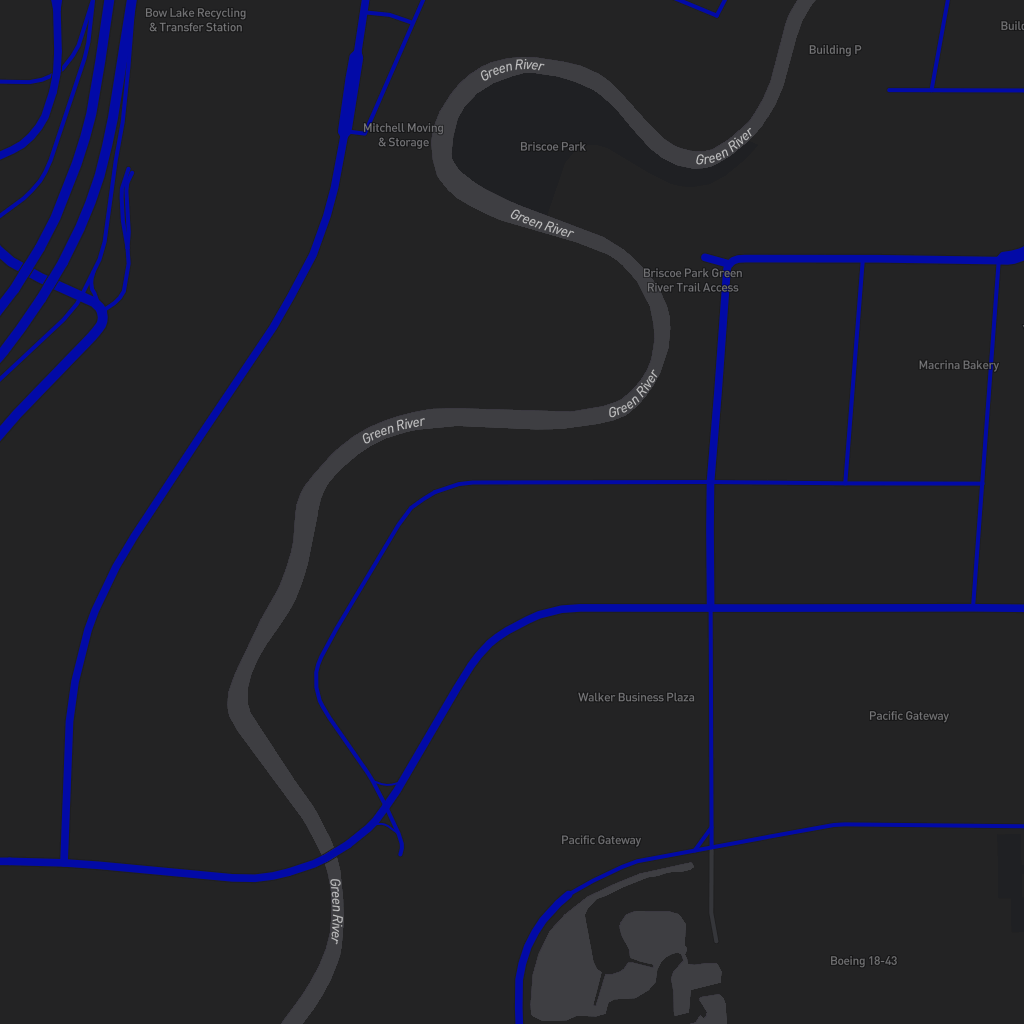 Bow Lake Recycling
& Transfer Station
Building P
Green River
Mitchell Moving
& Storage
Briscoe Park
Green River
Green River
Briscoe Park Green
River Trail Access
Macrina Bakery
Green River
Green River
Walker Business Plaza
Pacific Gateway
Pacific Gateway
Green River
Boeing 18-43